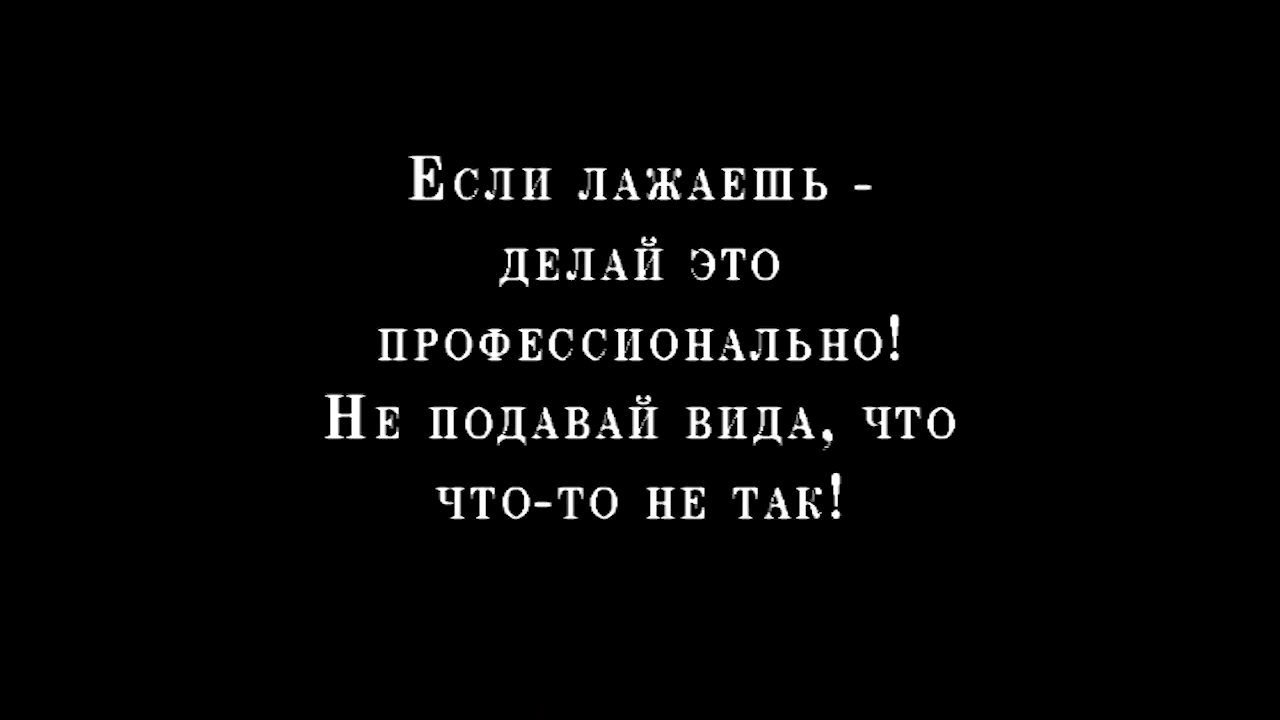 Если лажаешь -
делай это
профессионально!
Не подавай вида, что
что-то не так!